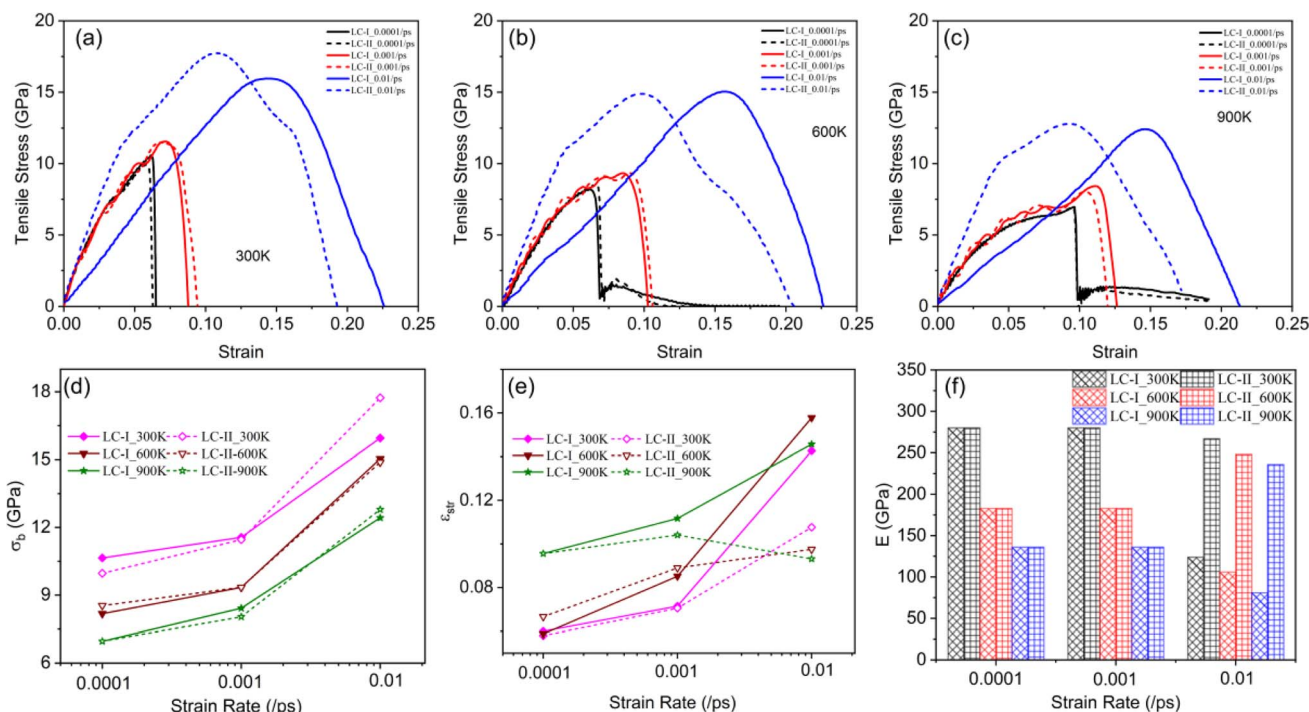 (a)
20
15
10
5
0
Tensile Stress (GPa)
LC-I_0.0001/ps
LC-II_0.0001/ps
LC-I_0.001/ps
LC-II_0.001/ps
LC-I_0.01/ps
LC-II_0.01/ps
300K
0.00 0.05 0.10 0.15 0.20 0.25
Strain
(b)
20
15
10
5
0
Tensile Stress (GPa)
LC-I_0.0001/ps
LC-II_0.0001/ps
LC-I_0.001/ps
LC-II_0.001/ps
LC-I_0.01/ps
LC-II_0.01/ps
600K
0.00 0.05 0.10 0.15 0.20 0.25
Strain
(c)
20
15
10
5
0
Tensile Stress (GPa)
LC-I_0.0001/ps
LC-II_0.0001/ps
LC-I_0.001/ps
LC-II_0.001/ps
LC-I_0.01/ps
LC-II_0.01/ps
900K
0.00 0.05 0.10 0.15 0.20 0.25
Strain
(d)
18
15
12
9
6
σb (GPa)
LC-I_300K LC-II_300K
LC-I_600K LC-II-600K
LC-I_900K LC-II-900K
0.0001 0.001 0.01
Strain Rate (/ps)
(e)
0.16
0.12
0.08
εstr
LC-I_300K LC-II_300K
LC-I_600K LC-II_600K
LC-I_900K LC-II_900K
0.0001 0.001 0.01
Strain Rate (/ps)
(f)
350
300
250
200
150
100
50
0
E (GPa)
LC-I_300K LC-II_300K
LC-I_600K LC-II_600K
LC-I_900K LC-II_900K
0.0001 0.001 0.01
Strain Rate (/ps)